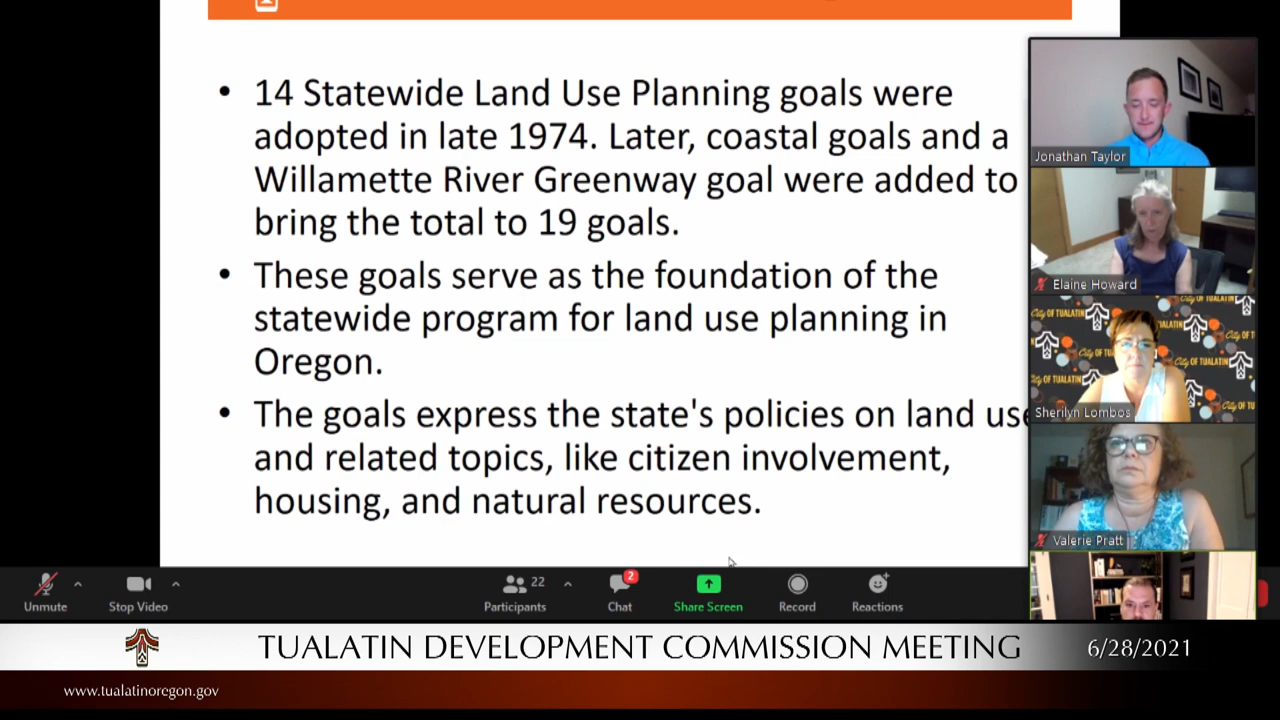 • 14 Statewide Land Use Planning goals were
adopted in late 1974. Later, coastal goals and a
Willamette River Greenway goal were added to
bring the total to 19 goals.
• These goals serve as the foundation of the
statewide program for land use planning in
Oregon.
• The goals express the state's policies on land use
and related topics, like citizen involvement,
housing, and natural resources.
Jonathan Taylor
Elaine Howard
City of TUALATIN
Sherilyn Lombos
Valerie Pratt
Unmute
Stop Video
22
Participants
2
Chat
Share Screen
Record
Reactions
TUALATIN DEVELOPMENT COMMISSION MEETING
6/28/2021
www.tualatinoregon.gov